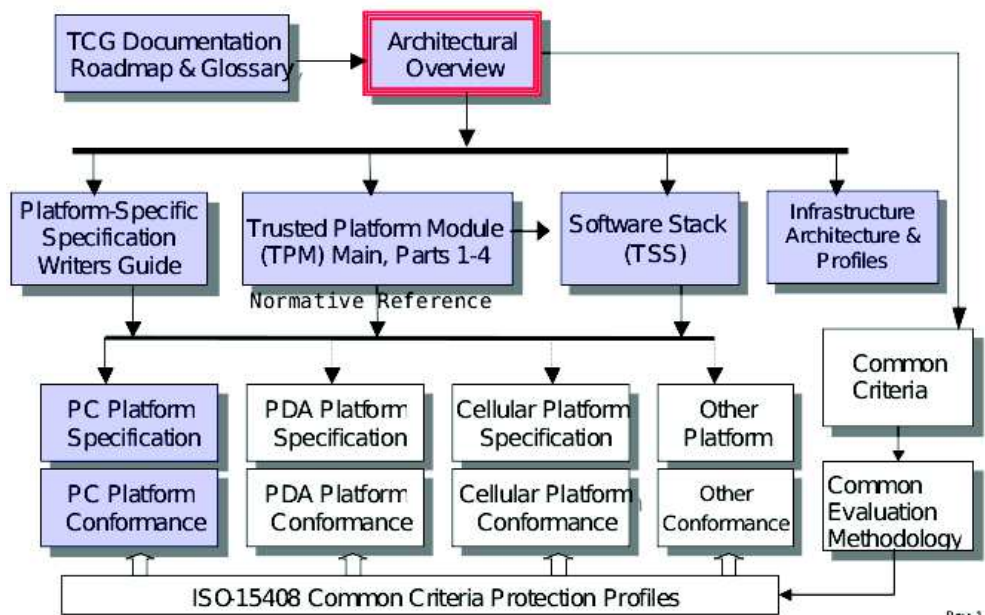 TCG Documentation
Roadmap & Glossary
Architectural
Overview
Platform-Specific
Specification
Writers Guide
Trusted Platform Module
(TPM) Main, Parts 1-4
Software Stack
(TSS)
Infrastructure
Architecture &
Profiles
Normative Reference
Common
Criteria
PC Platform
Specification
PDA Platform
Specification
Cellular Platform
Specification
Other
Platform
PC Platform
Conformance
PDA Platform
Conformance
Cellular Platform
Conformance
Other
Conformance
Common
Evaluation
Methodology
ISO-15408 Common Criteria Protection Profiles